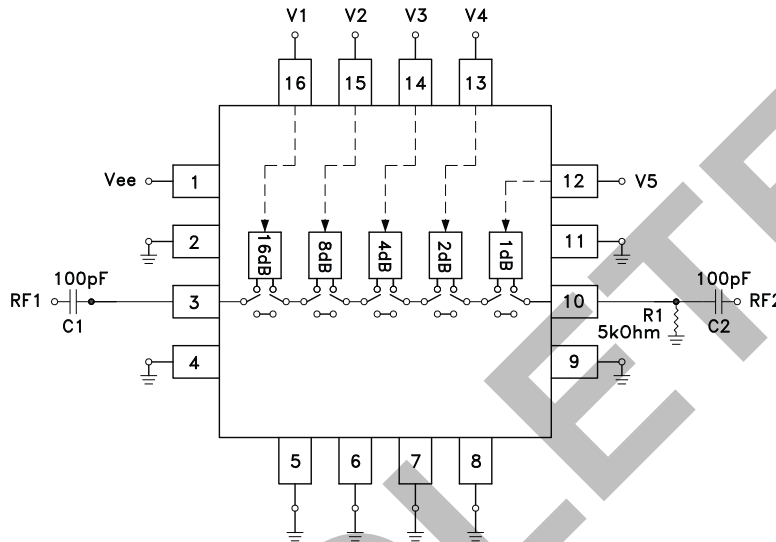 V1 V2 V3 V4
16 15 14 13
Vee 1 12 V5
2 11
16dB 8dB 4dB 2dB 1dB
100pF 100pF
RF1 3 10 RF2
C1 R1 C2
5kOhm
4 9
5 6 7 8
LETE